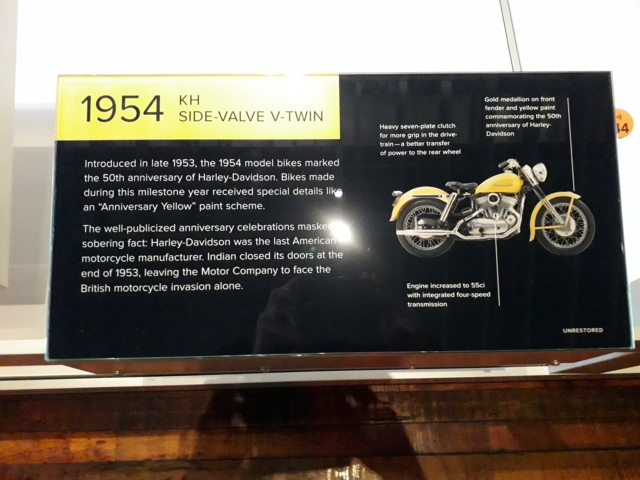 1954 KH
SIDE-VALVE V-TWIN
Introduced in late 1953, the 1954 model bikes marked
the 50th anniversary of Harley-Davidson. Bikes made
during this milestone year received special details like
an “Anniversary Yellow” paint scheme.
The well-publicized anniversary celebrations masked
sobering fact: Harley-Davidson was the last American
motorcycle manufacturer. Indian closed its doors at the
end of 1953, leaving the Motor Company to face the
British motorcycle invasion alone.
Heavy seven-plate clutch
for more grip in the drive-
train—a better transfer
of power to the rear wheel
Gold medallion on front
fender and yellow paint
commemorating the 50th
anniversary of Harley-
Davidson
Engine increased to 55ci
with integrated four-speed
transmission
UNRESTORED